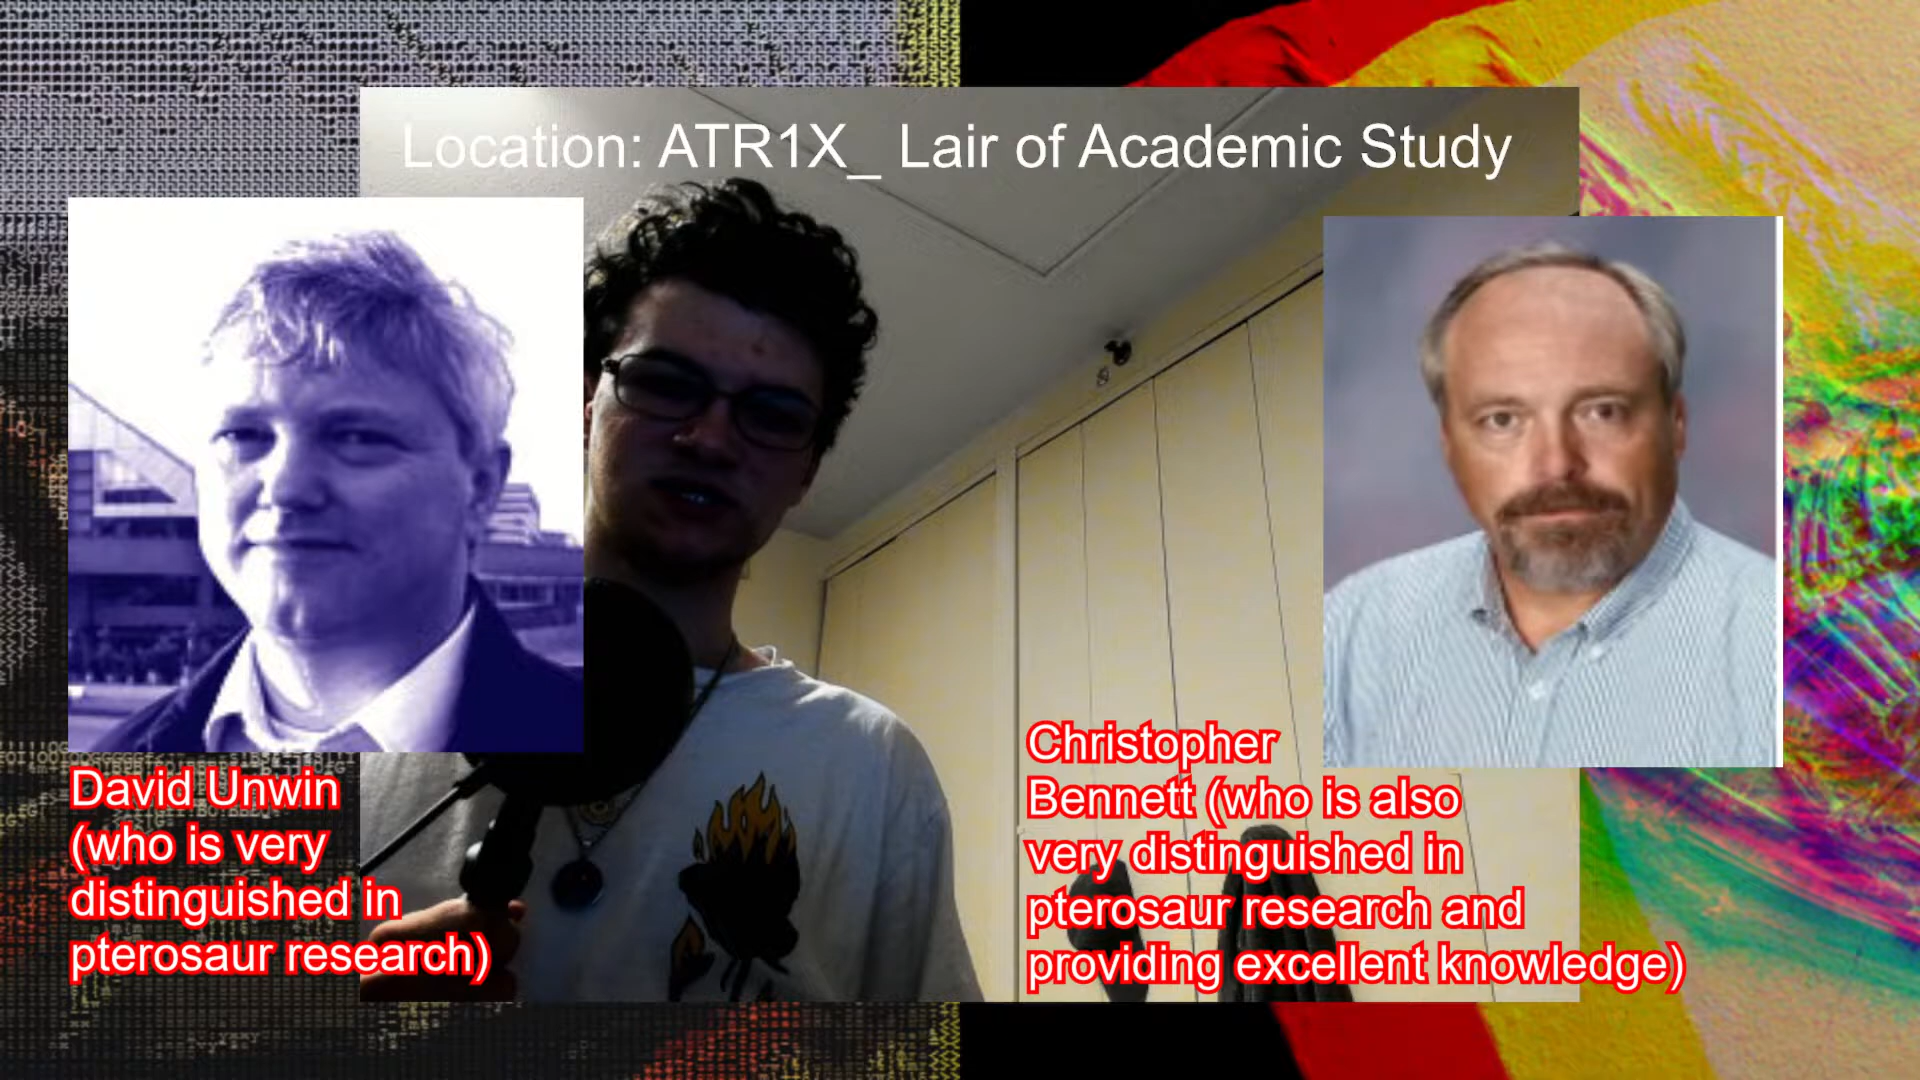 Location: ATR1X_ Lair of Academic Study
David Unwin
(who is very
distinguished in
pterosaur research)
Christopher
Bennett (who is also
very distinguished in
pterosaur research and
providing excellent knowledge)